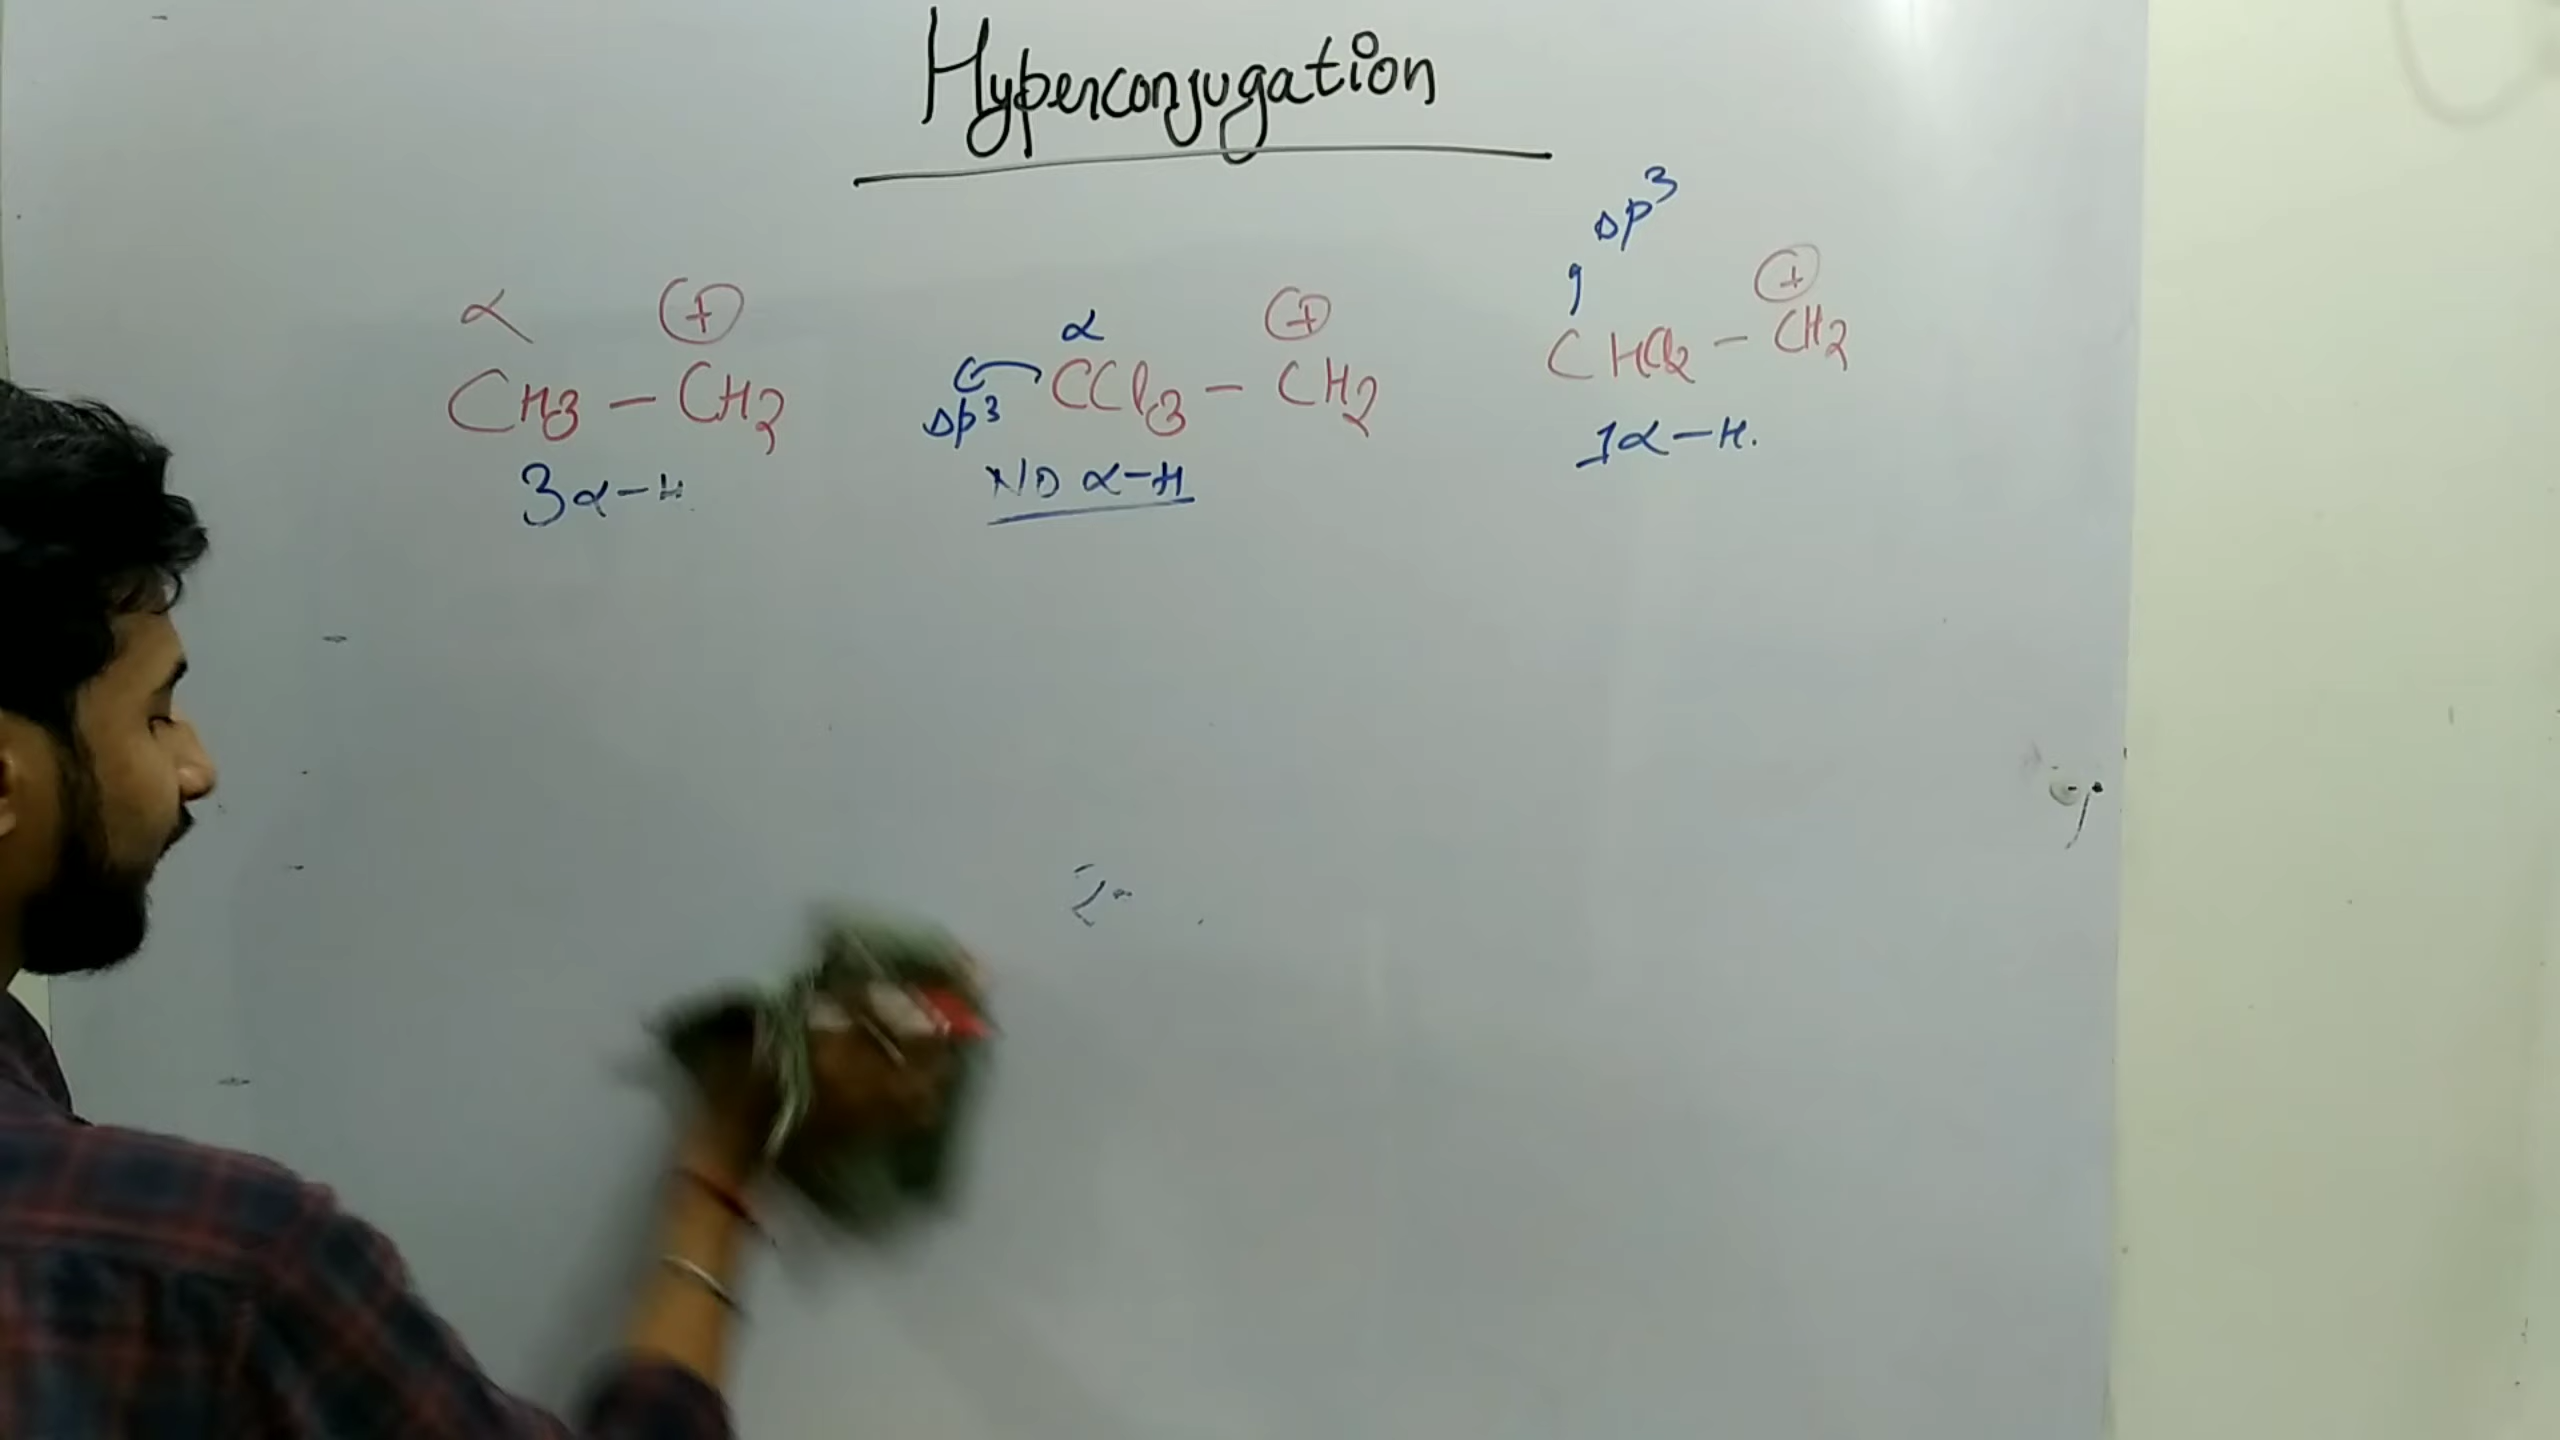 Hyperconjugation
sp³
α ⊕ α ⊕ ⊕
CH3 – CH2 sp³ CCl3 – CH2 CHCl2 – CH2
3α–H NO α–H 1α–H.